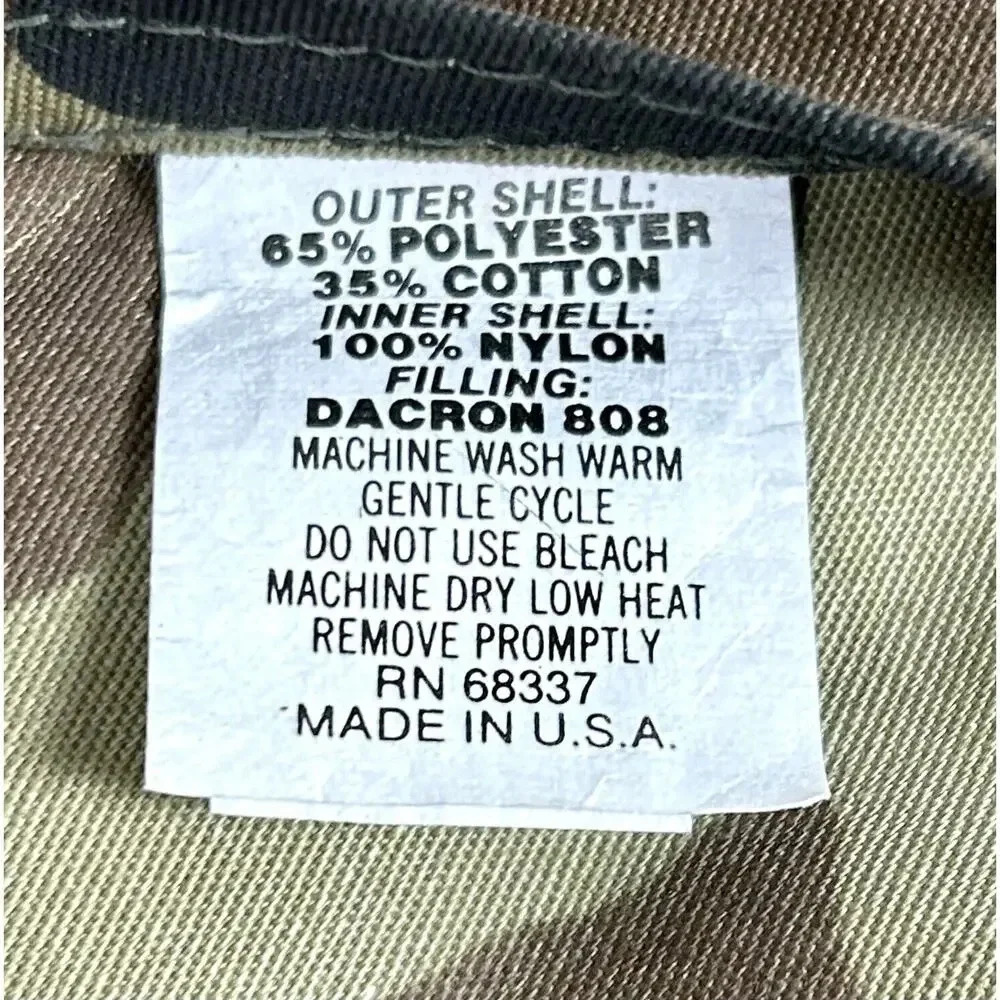 OUTER SHELL:
65% POLYESTER
35% COTTON
INNER SHELL:
100% NYLON
FILLING:
DACRON 808
MACHINE WASH WARM
GENTLE CYCLE
DO NOT USE BLEACH
MACHINE DRY LOW HEAT
REMOVE PROMPTLY
RN 68337
MADE IN U.S.A.